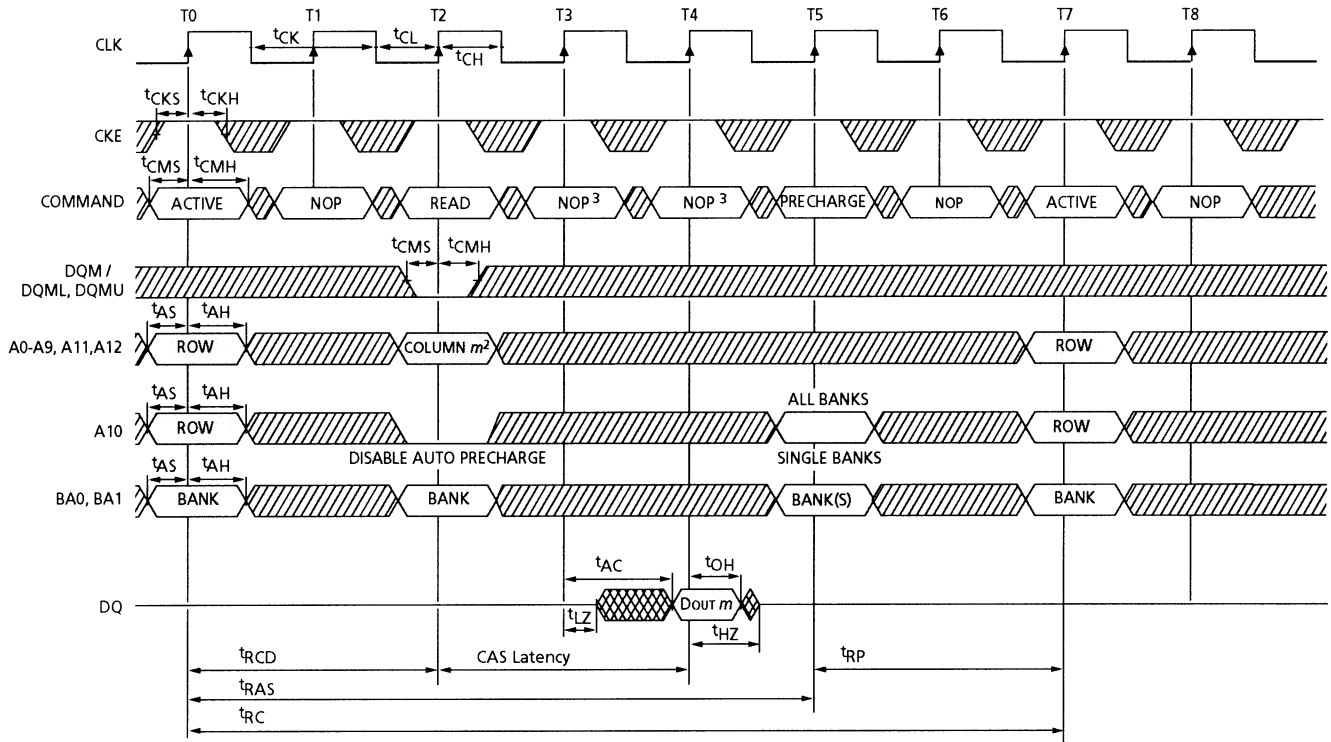 T0 T1 T2 T3 T4 T5 T6 T7 T8
CLK tCK tCL tCH
tCKS tCKH
CKE
tCMS tCMH
COMMAND ACTIVE NOP READ NOP3 NOP3 PRECHARGE NOP ACTIVE NOP
tCMS tCMH
DQM /
DQML, DQMU
tAS tAH
A0-A9, A11,A12 ROW COLUMN m2 ROW
tAS tAH ALL BANKS
A10 ROW ROW
DISABLE AUTO PRECHARGE SINGLE BANKS
tAS tAH
BA0, BA1 BANK BANK BANK(S) BANK
tAC tOH
DQ DOUT m
tLZ tHZ
tRCD CAS Latency tRP
tRAS
tRC